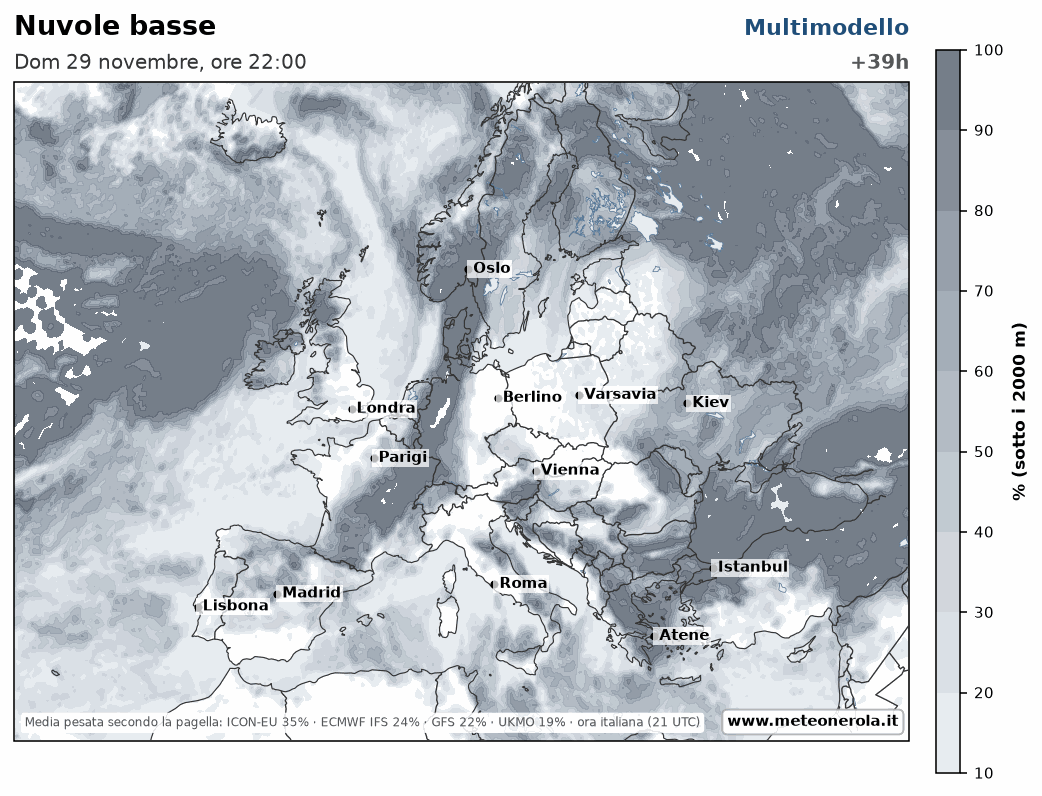 Nuvole basse
Multimodello
Dom 29 novembre, ore 22:00
+39h
100
90
80
70
60
50
40
30
20
10
% (sotto i 2000 m)
Oslo
Londra
Berlino
Varsavia
Kiev
Parigi
Vienna
Istanbul
Roma
Madrid
Lisbona
Atene
Media pesata secondo la pagella: ICON-EU 35% · ECMWF IFS 24% · GFS 22% · UKMO 19% · ora italiana (21 UTC)
www.meteonerola.it